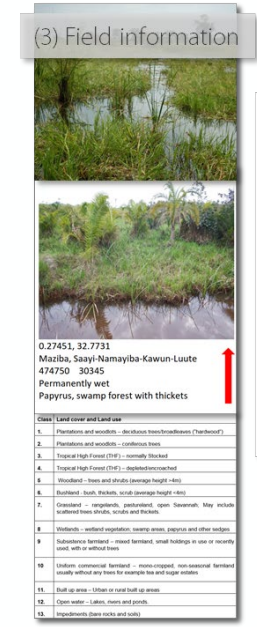 (3) Field information
0.27451, 32.7731
Maziba, Saayi-Namayiba-Kawun-Luute
474750 30345
Permanently wet
Papyrus, swamp forest with thickets
Class Land cover and Land use
1. Plantations and woodlots – deciduous trees/broadleaves ("hardwood")
2. Plantations and woodlots – coniferous trees
3. Tropical High Forest (THF) – normally Stocked
4. Tropical High Forest (THF) – depleted/encroached
5 Woodland – trees and shrubs (average height >4m)
6. Bushland - bush, thickets, scrub (average height <4m)
7. Grassland – rangelands, pastureland, open Savannah; May include
scattered trees shrubs, scrubs and thickets.
8 Wetlands – wetland vegetation; swamp areas, papyrus and other sedges
9 Subsistence farmland – mixed farmland, small holdings in use or recently
used, with or without trees
10 Uniform commercial farmland – mono-cropped, non-seasonal farmland
usually without any trees for example tea and sugar estates
11. Built up area – Urban or rural built up areas
12. Open water – Lakes, rivers and ponds.
13. Impediments (bare rocks and soils)